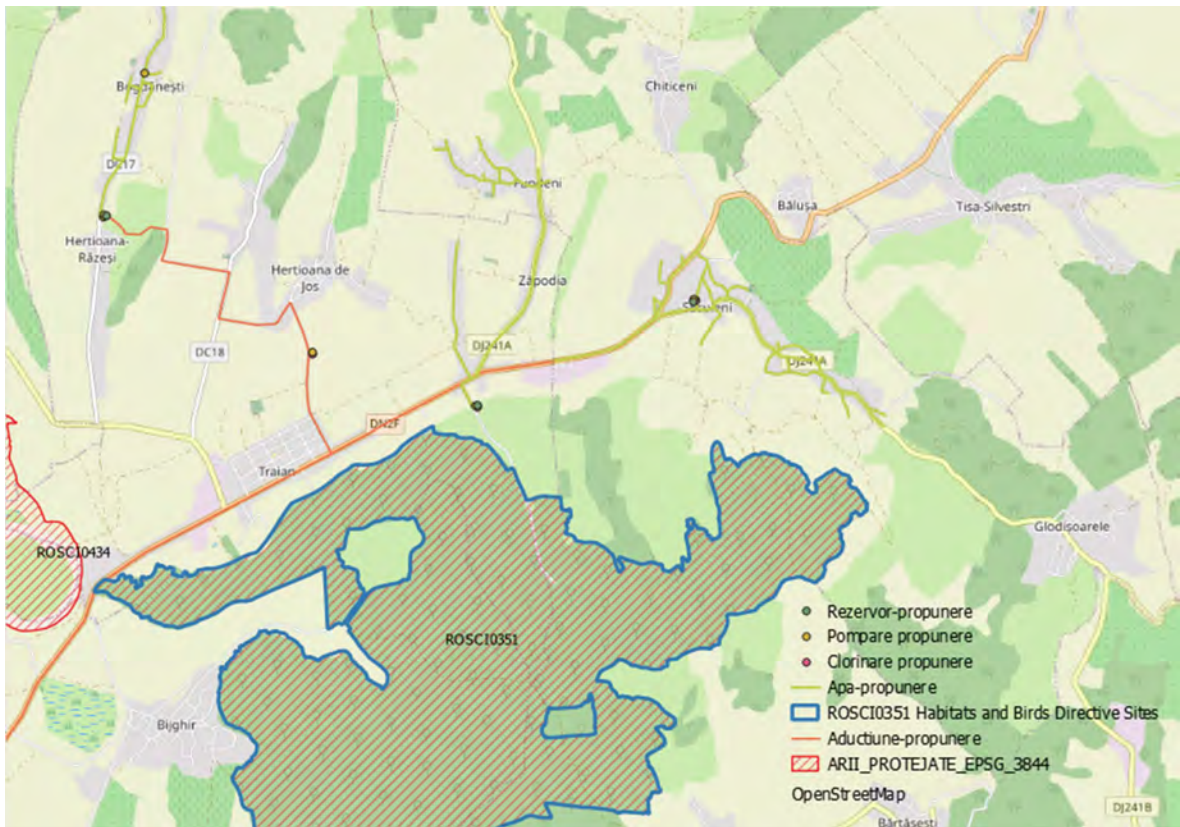 Bogdănești
Chiticeni
DC17
Bălușa
Tisa-Silvestri
Hertioana-
Răzeși
Hertioana de
Jos
Zăpodia
DC18
DJ241A
DJ241A
DN2F
Traian
ROSCI0434
Glodișoarele
ROSCI0351
Bijghir
Rezervor-propunere
Pompare propunere
Clorinare propunere
Apa-propunere
ROSCI0351 Habitats and Birds Directive Sites
Aductiune-propunere
ARII_PROTEJATE_EPSG_3844
OpenStreetMap
DJ241B
Bărtășești